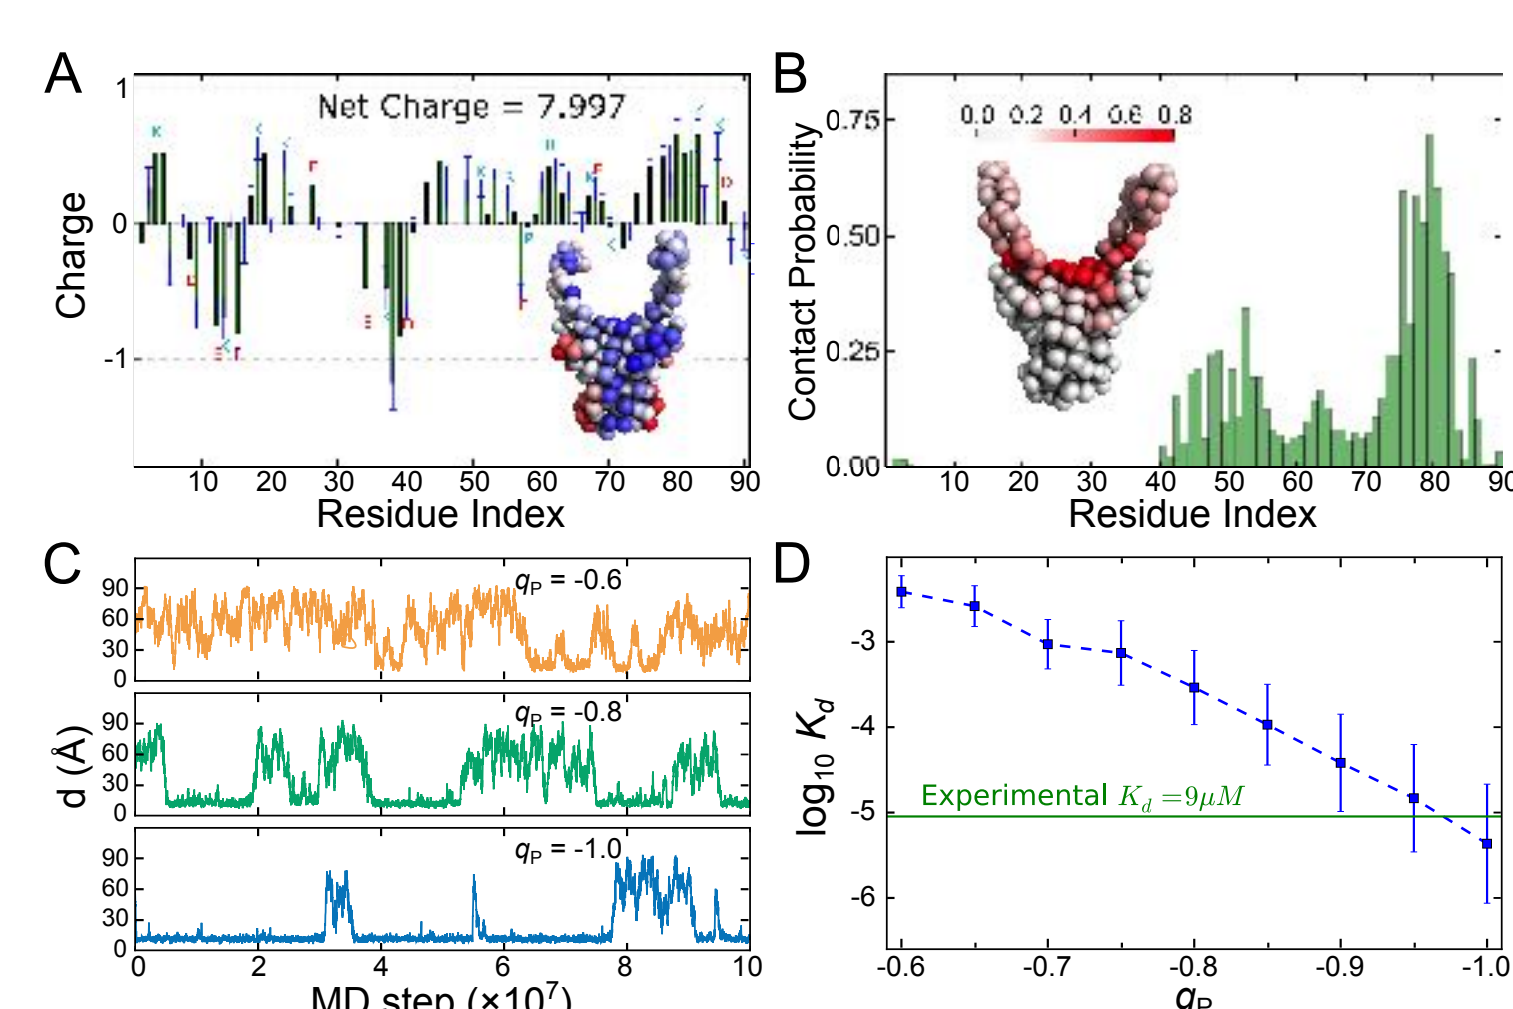 A
1
Net Charge = 7.997
0
-1
Charge
10 20 30 40 50 60 70 80 90
Residue Index
B
0.0 0.2 0.4 0.6 0.8
0.75
0.50
0.25
0.00
Contact Probability
10 20 30 40 50 60 70 80 90
Residue Index
C
qP = -0.6
90
60
30
0
qP = -0.8
90
60
30
0
qP = -1.0
90
60
30
0
d (Å)
0 2 4 6 8 10
MD step (×10⁷)
D
-3
-4
-5
-6
log₁₀ Kd
Experimental Kd = 9μM
-0.6 -0.7 -0.8 -0.9 -1.0
qP